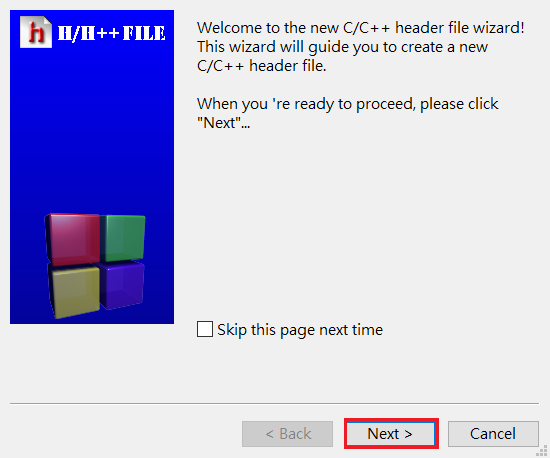 h H/H++ FILE
Welcome to the new C/C++ header file wizard!
This wizard will guide you to create a new
C/C++ header file.
When you 're ready to proceed, please click
"Next"...
Skip this page next time
< Back
Next >
Cancel